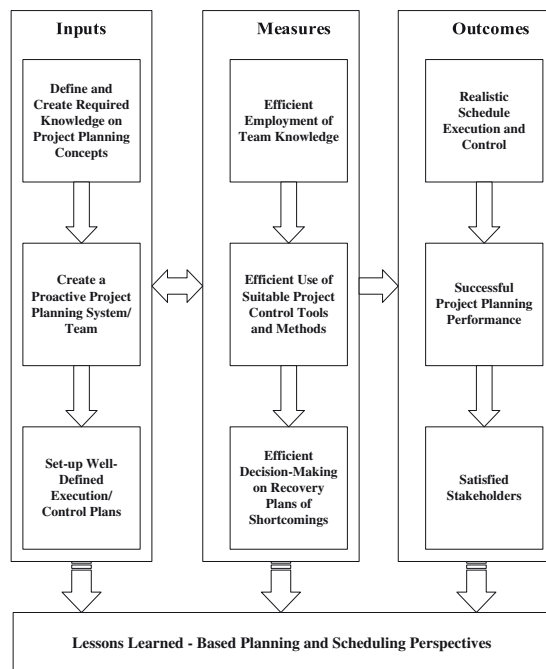 Inputs
Define and
Create Required
Knowledge on
Project Planning
Concepts
Create a
Proactive Project
Planning System/
Team
Set-up Well-
Defined
Execution/
Control Plans
Measures
Efficient
Employment of
Team Knowledge
Efficient Use of
Suitable Project
Control Tools
and Methods
Efficient
Decision-Making
on Recovery
Plans of
Shortcomings
Outcomes
Realistic
Schedule
Execution and
Control
Successful
Project Planning
Performance
Satisfied
Stakeholders
Lessons Learned - Based Planning and Scheduling Perspectives